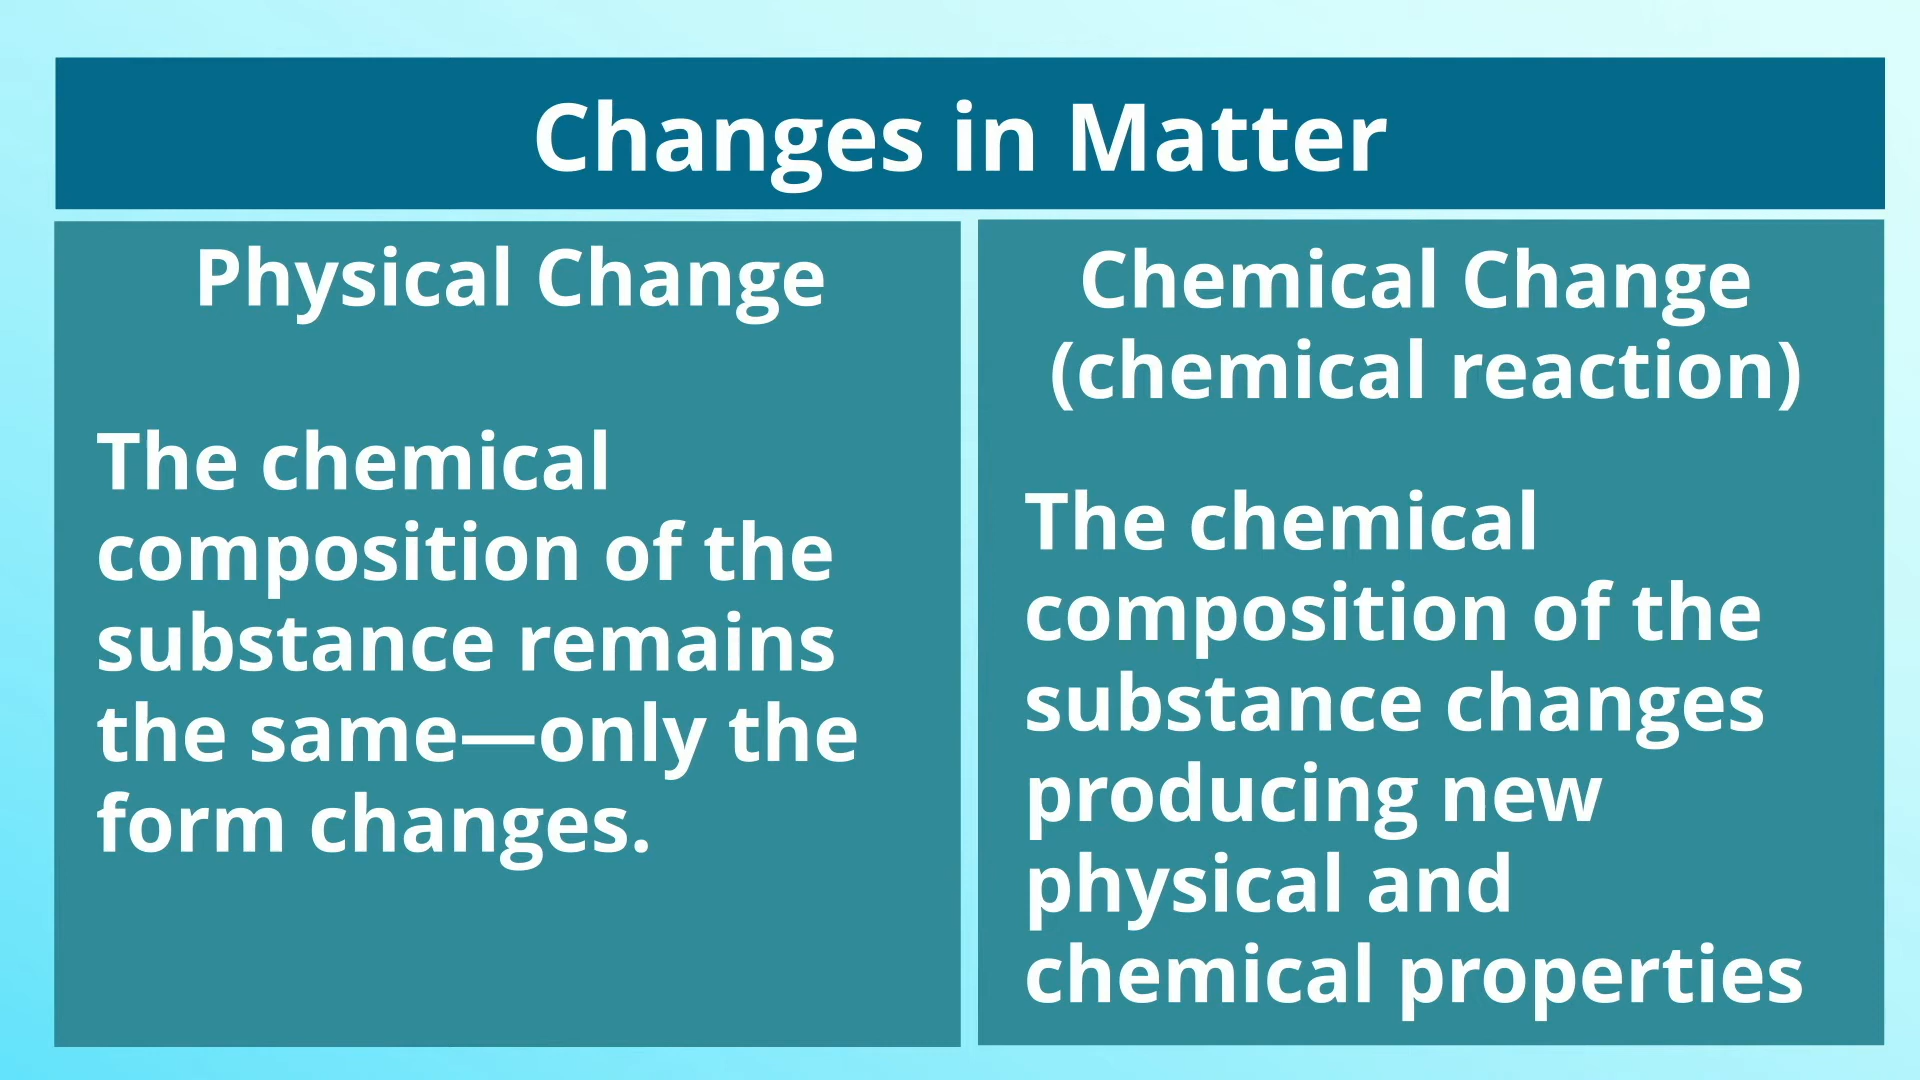 Changes in Matter
Physical Change
The chemical
composition of the
substance remains
the same—only the
form changes.
Chemical Change
(chemical reaction)
The chemical
composition of the
substance changes
producing new
physical and
chemical properties